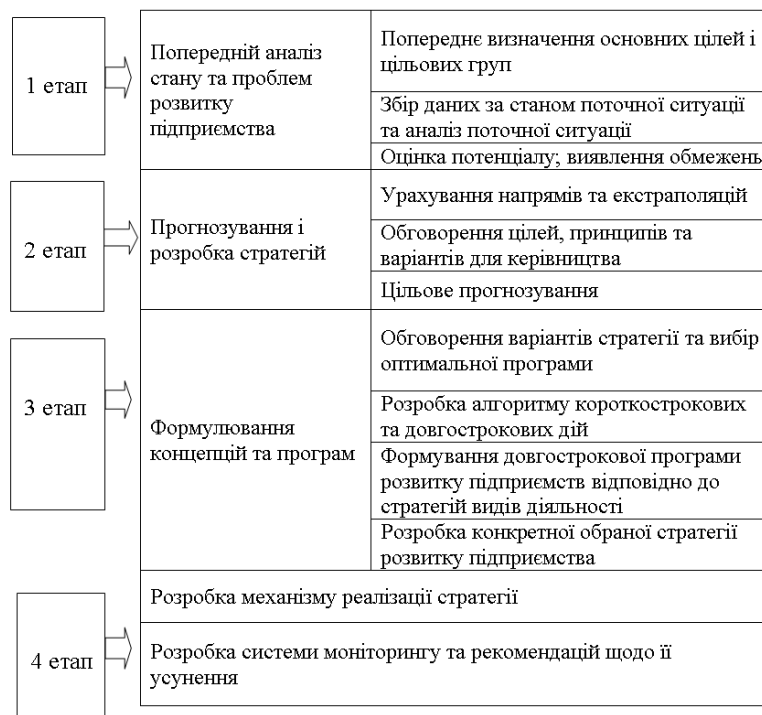 1 етап
Попередній аналіз
стану та проблем
розвитку
підприємства
Попереднє визначення основних цілей і
цільових груп
Збір даних за станом поточної ситуації
та аналіз поточної ситуації
Оцінка потенціалу; виявлення обмежень
2 етап
Прогнозування і
розробка стратегій
Урахування напрямів та екстраполяцій
Обговорення цілей, принципів та
варіантів для керівництва
Цільове прогнозування
3 етап
Формулювання
концепцій та програм
Обговорення варіантів стратегії та вибір
оптимальної програми
Розробка алгоритму короткострокових
та довгострокових дій
Формування довгострокової програми
розвитку підприємств відповідно до
стратегій видів діяльності
Розробка конкретної обраної стратегії
розвитку підприємства
4 етап
Розробка механізму реалізації стратегії
Розробка системи моніторингу та рекомендацій щодо її
усунення